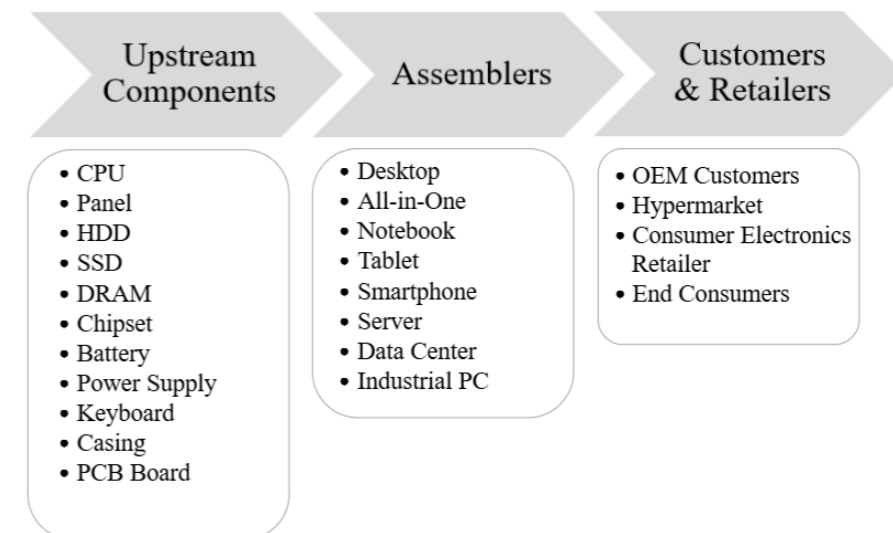 Upstream
Components
• CPU
• Panel
• HDD
• SSD
• DRAM
• Chipset
• Battery
• Power Supply
• Keyboard
• Casing
• PCB Board
Assemblers
• Desktop
• All-in-One
• Notebook
• Tablet
• Smartphone
• Server
• Data Center
• Industrial PC
Customers
& Retailers
• OEM Customers
• Hypermarket
• Consumer Electronics
Retailer
• End Consumers